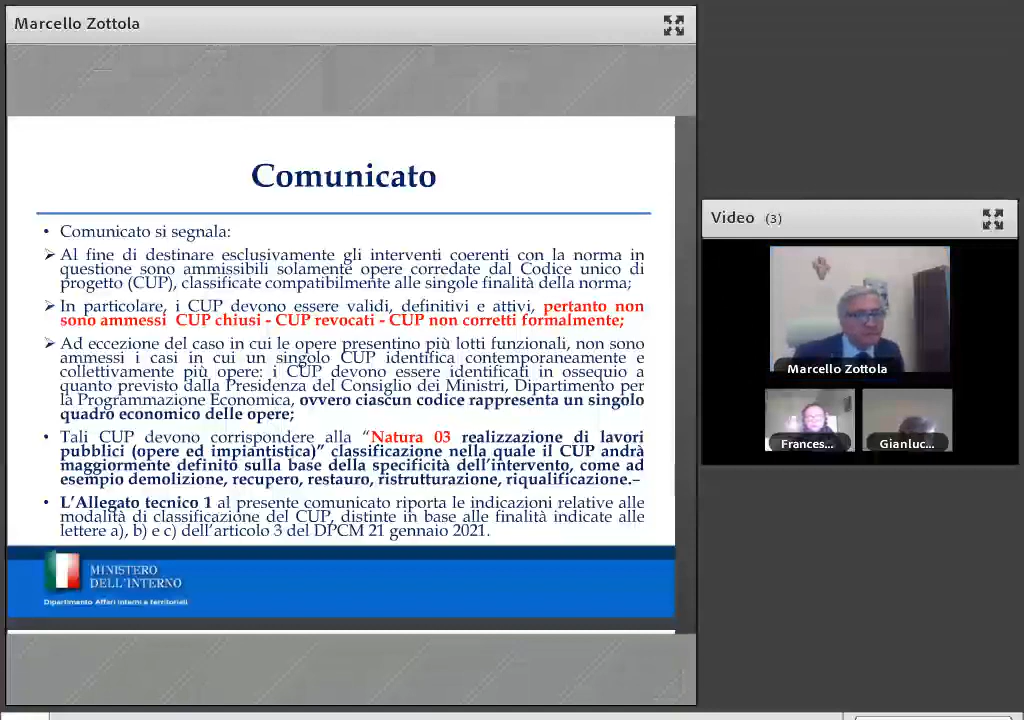 Marcello Zottola
Comunicato
• Comunicato si segnala:
➢ Al fine di destinare esclusivamente gli interventi coerenti con la norma in
questione sono ammissibili solamente opere corredate dal Codice unico di
progetto (CUP), classificate compatibilmente alle singole finalità della norma;
➢ In particolare, i CUP devono essere validi, definitivi e attivi, pertanto non
sono ammessi CUP chiusi - CUP revocati - CUP non corretti formalmente;
➢ Ad eccezione del caso in cui le opere presentino più lotti funzionali, non sono
ammessi i casi in cui un singolo CUP identifica contemporaneamente e
collettivamente più opere: i CUP devono essere identificati in ossequio a
quanto previsto dalla Presidenza del Consiglio dei Ministri, Dipartimento per
la Programmazione Economica, ovvero ciascun codice rappresenta un singolo
quadro economico delle opere;
• Tali CUP devono corrispondere alla “Natura 03 realizzazione di lavori
pubblici (opere ed impiantistica)” classificazione nella quale il CUP andrà
maggiormente definito sulla base della specificità dell’intervento, come ad
esempio demolizione, recupero, restauro, ristrutturazione, riqualificazione.–
• L’Allegato tecnico 1 al presente comunicato riporta le indicazioni relative alle
modalità di classificazione del CUP, distinte in base alle finalità indicate alle
lettere a), b) e c) dell’articolo 3 del DPCM 21 gennaio 2021.
MINISTERO
DELL’INTERNO
Dipartimento Affari Interni e territoriali
Video (3)
Marcello Zottola
Frances...
Gianluc...